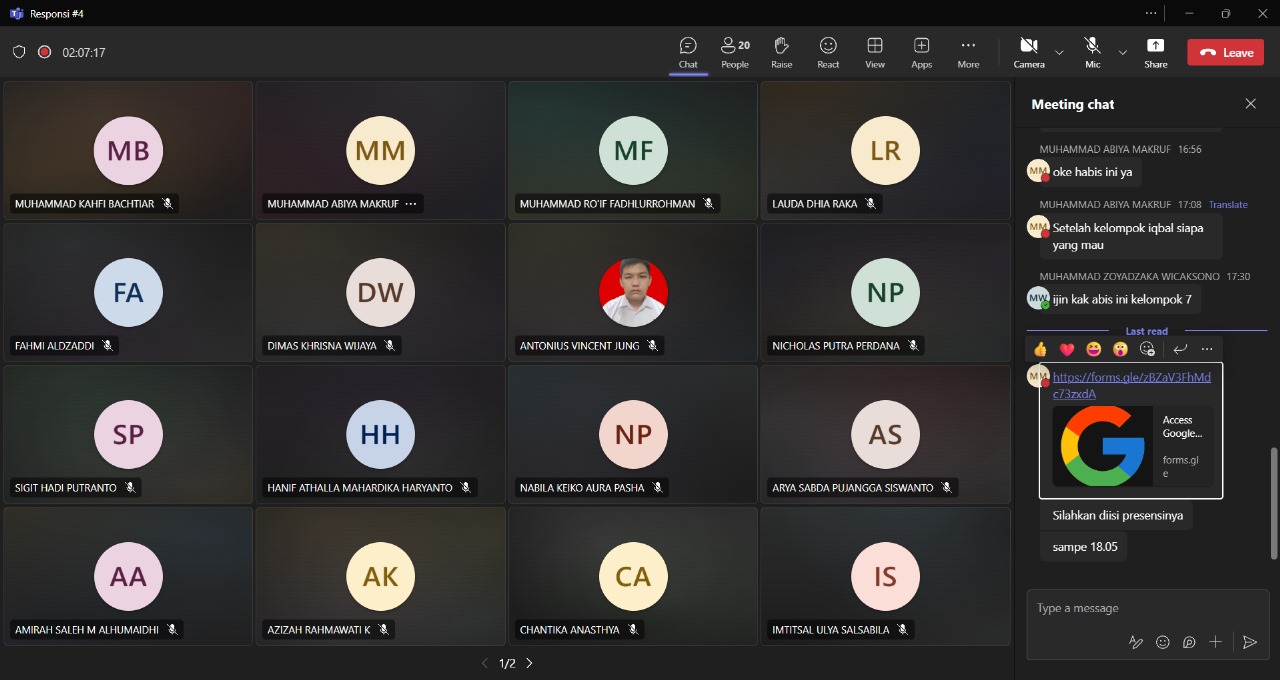 Responsi #4
02:07:17
Chat
People
20
Raise
React
View
Apps
More
Camera
Mic
Share
Leave
MB
MUHAMMAD KAHFI BACHTIAR
MM
MUHAMMAD ABIYA MAKRUF
MF
MUHAMMAD RO'IF FADHLURROHMAN
LR
LAUDA DHIA RAKA
FA
FAHMI ALDZADDI
DW
DIMAS KHRISNA WIJAYA
ANTONIUS VINCENT JUNG
NP
NICHOLAS PUTRA PERDANA
SP
SIGIT HADI PUTRANTO
HH
HANIF ATHALLA MAHARDIKA HARYANTO
NP
NABILA KEIKO AURA PASHA
AS
ARYA SABDA PUJANGGA SISWANTO
AA
AMIRAH SALEH M ALHUMAIDHI
AK
AZIZAH RAHMAWATI K
CA
CHANTIKA ANASTHYA
IS
IMTITSAL ULYA SALSABILA
1/2
Meeting chat
MUHAMMAD ABIYA MAKRUF 16:56
MM
oke habis ini ya
MUHAMMAD ABIYA MAKRUF 17:08 Translate
MM
Setelah kelompok iqbal siapa
yang mau
MUHAMMAD ZOYADZAKA WICAKSONO 17:30
MW
ijin kak abis ini kelompok 7
Last read
MM
https://forms.gle/zBZaV3FhMd
c73zxdA
Access
Google...
forms.gl
e
Silahkan diisi presensinya
sampe 18.05
Type a message